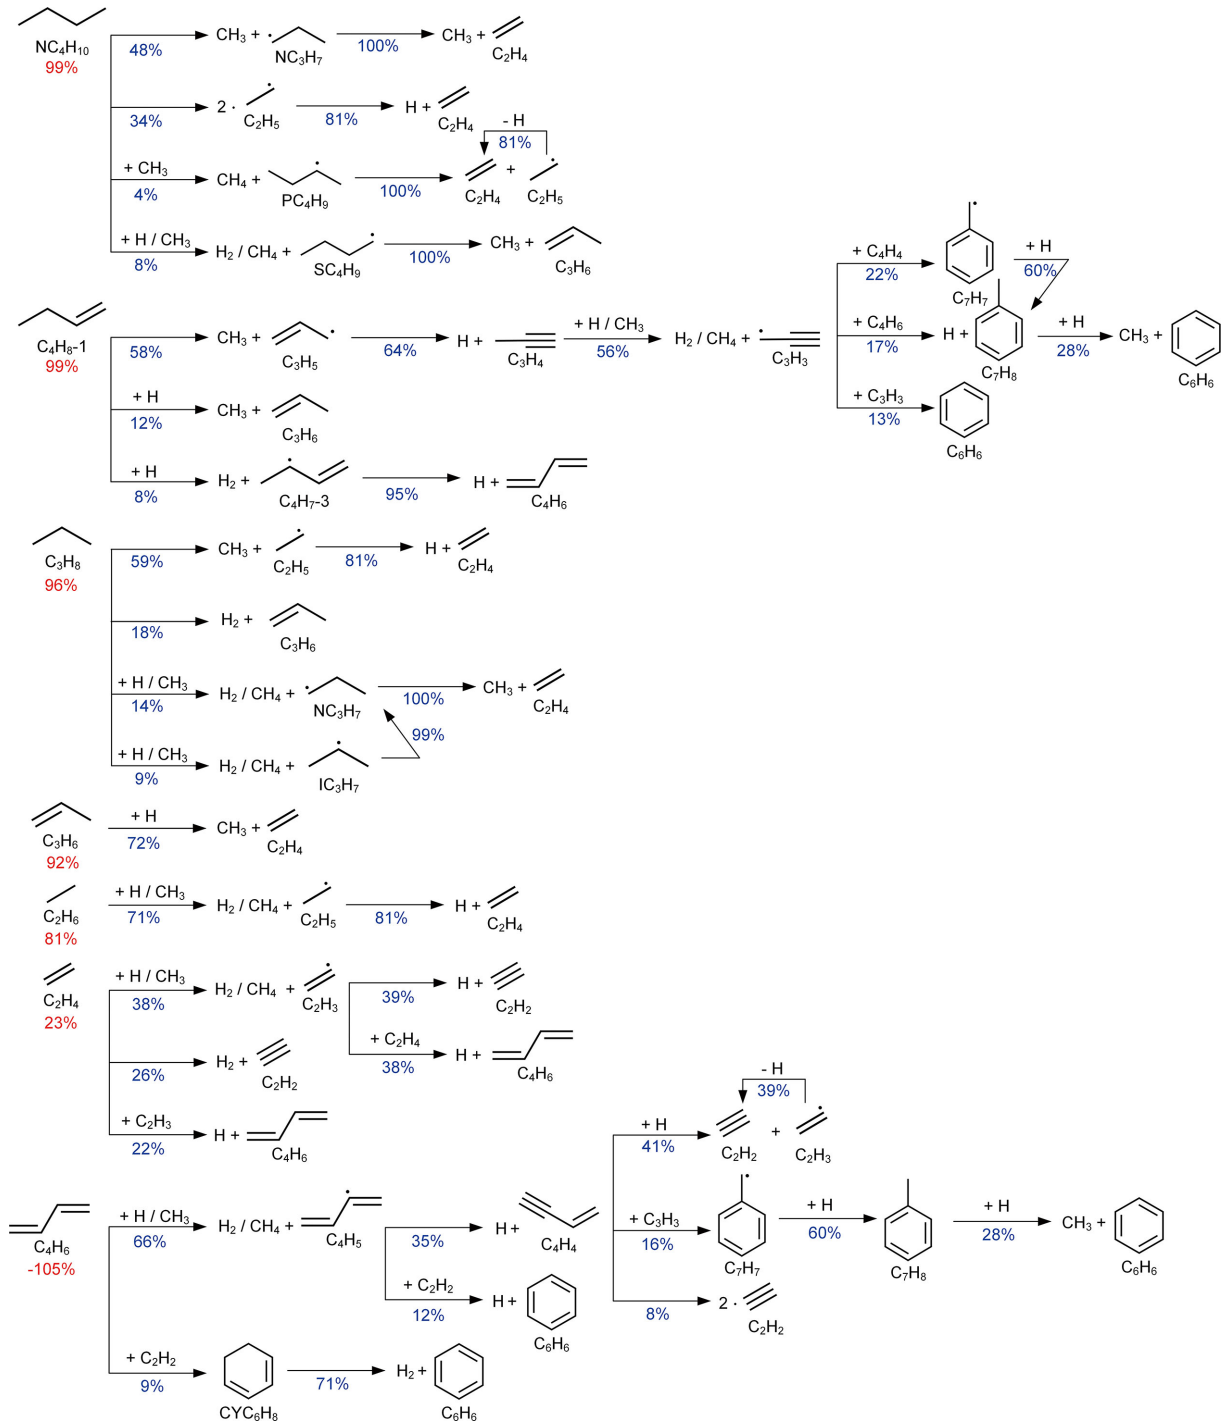 NC₄H₁₀
99%
48%
CH₃ +
NC₃H₇
100%
CH₃ +
C₂H₄
34%
2 ·
C₂H₅
81%
H +
C₂H₄
+ CH₃
4%
CH₄ +
PC₄H₉
100%
C₂H₄
+
C₂H₅
- H
81%
+ H / CH₃
8%
H₂ / CH₄ +
SC₄H₉
100%
CH₃ +
C₃H₆
C₄H₈-1
99%
58%
CH₃ +
C₃H₅
64%
H +
C₃H₄
+ H / CH₃
56%
H₂ / CH₄ +
C₃H₃
+ C₄H₄
22%
C₇H₇
+ H
60%
+ C₄H₆
17%
H +
C₇H₈
+ H
28%
CH₃ +
C₆H₆
+ C₃H₃
13%
C₆H₆
+ H
12%
CH₃ +
C₃H₆
+ H
8%
H₂ +
C₄H₇-3
95%
H +
C₄H₆
C₃H₈
96%
59%
CH₃ +
C₂H₅
81%
H +
C₂H₄
18%
H₂ +
C₃H₆
+ H / CH₃
14%
H₂ / CH₄ +
NC₃H₇
100%
CH₃ +
C₂H₄
99%
+ H / CH₃
9%
H₂ / CH₄ +
IC₃H₇
C₃H₆
92%
+ H
72%
CH₃ +
C₂H₄
C₂H₆
81%
+ H / CH₃
71%
H₂ / CH₄ +
C₂H₅
81%
H +
C₂H₄
C₂H₄
23%
+ H / CH₃
38%
H₂ / CH₄ +
C₂H₃
39%
H +
C₂H₂
+ C₂H₄
38%
H +
C₄H₆
26%
H₂ +
C₂H₂
+ C₂H₃
22%
H +
C₄H₆
C₄H₆
-105%
+ H / CH₃
66%
H₂ / CH₄ +
C₄H₅
35%
H +
C₄H₄
+ H
41%
C₂H₂
+
C₂H₃
- H
39%
+ C₃H₃
16%
C₇H₇
+ H
60%
C₇H₈
+ H
28%
CH₃ +
C₆H₆
8%
2 ·
C₂H₂
+ C₂H₂
12%
H +
C₆H₆
+ C₂H₂
9%
CYC₆H₈
71%
H₂ +
C₆H₆